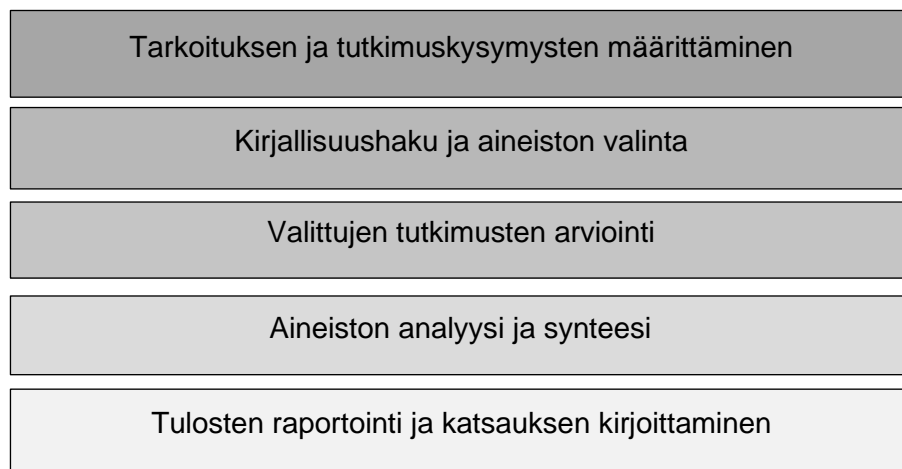 Tarkoituksen ja tutkimuskysymysten määrittäminen
Kirjallisuushaku ja aineiston valinta
Valittujen tutkimusten arviointi
Aineiston analyysi ja synteesi
Tulosten raportointi ja katsauksen kirjoittaminen